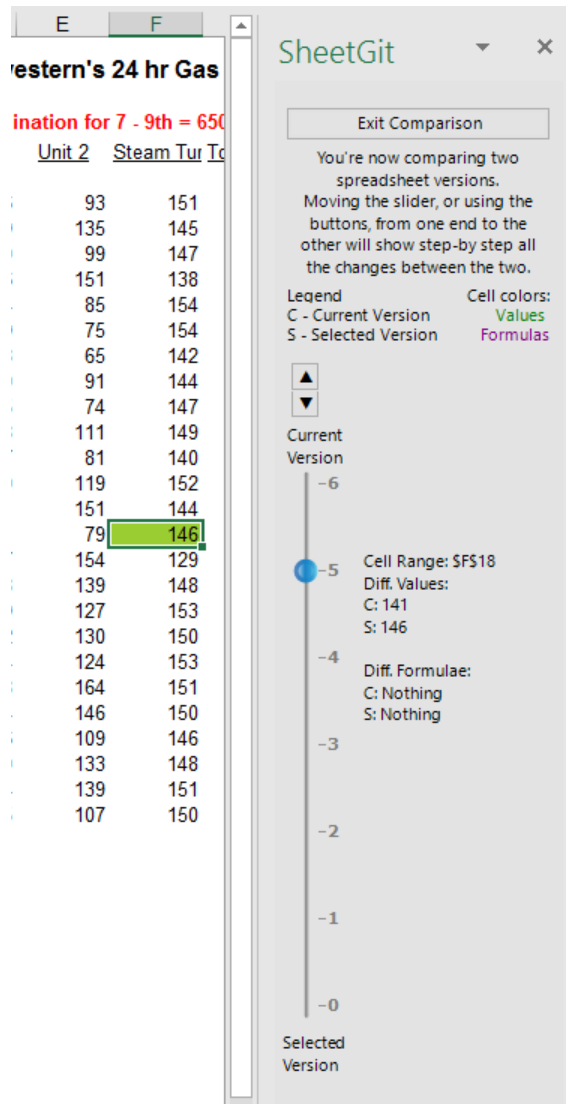 E F
estern's 24 hr Gas
ination for 7 - 9th = 650
Unit 2 Steam Tur To
93 151
135 145
99 147
151 138
85 154
75 154
65 142
91 144
74 147
111 149
81 140
119 152
151 144
79 146
154 129
139 148
127 153
130 150
124 153
164 151
146 150
109 146
133 148
139 151
107 150
SheetGit
Exit Comparison
You're now comparing two
spreadsheet versions.
Moving the slider, or using the
buttons, from one end to the
other will show step-by step all
the changes between the two.
Legend Cell colors:
C - Current Version Values
S - Selected Version Formulas
Current
Version
-6
-5
Cell Range: $F$18
Diff. Values:
C: 141
S: 146
-4
Diff. Formulae:
C: Nothing
S: Nothing
-3
-2
-1
-0
Selected
Version